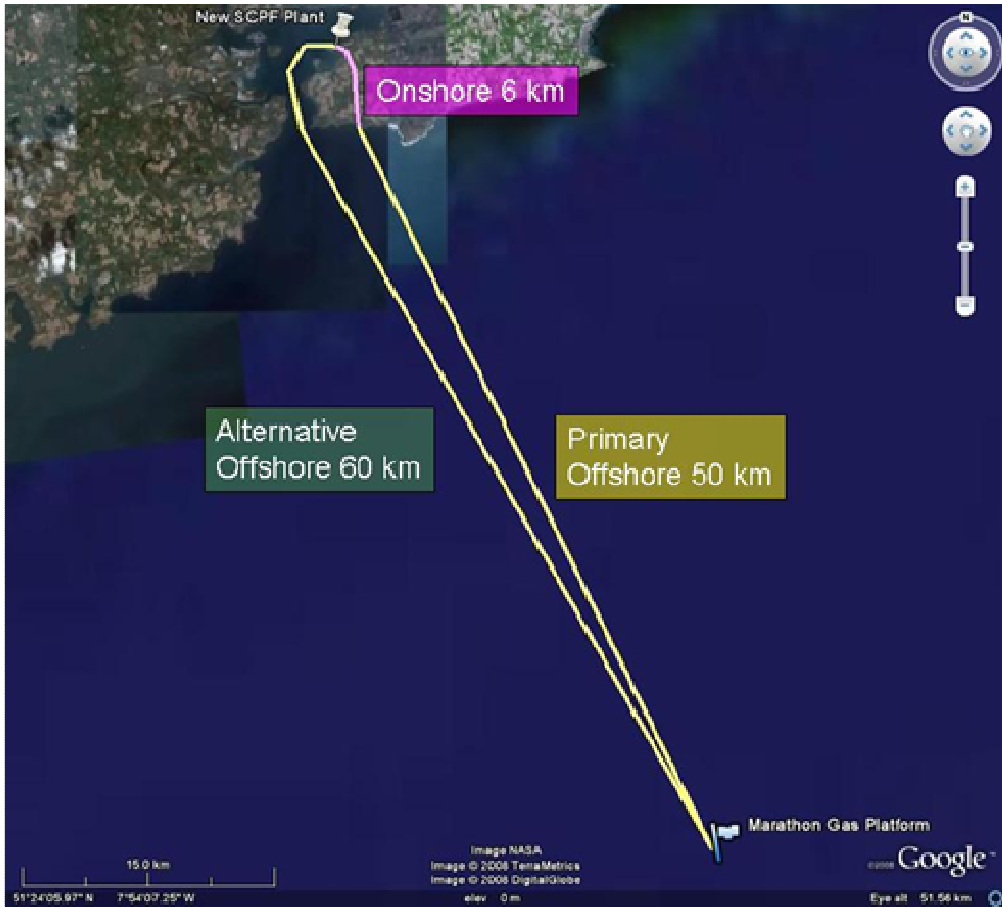 New SCPF Plant
N
Onshore 6 km
Alternative
Offshore 60 km
Primary
Offshore 50 km
Marathon Gas Platform
Image NASA
Image © 2008 TerraMetrics
Image © 2008 DigitalGlobe
©2008 Google™
15.0 km
51°24'05.97" N 7°54'07.25" W
elev 0 m
Eye alt 51.56 km